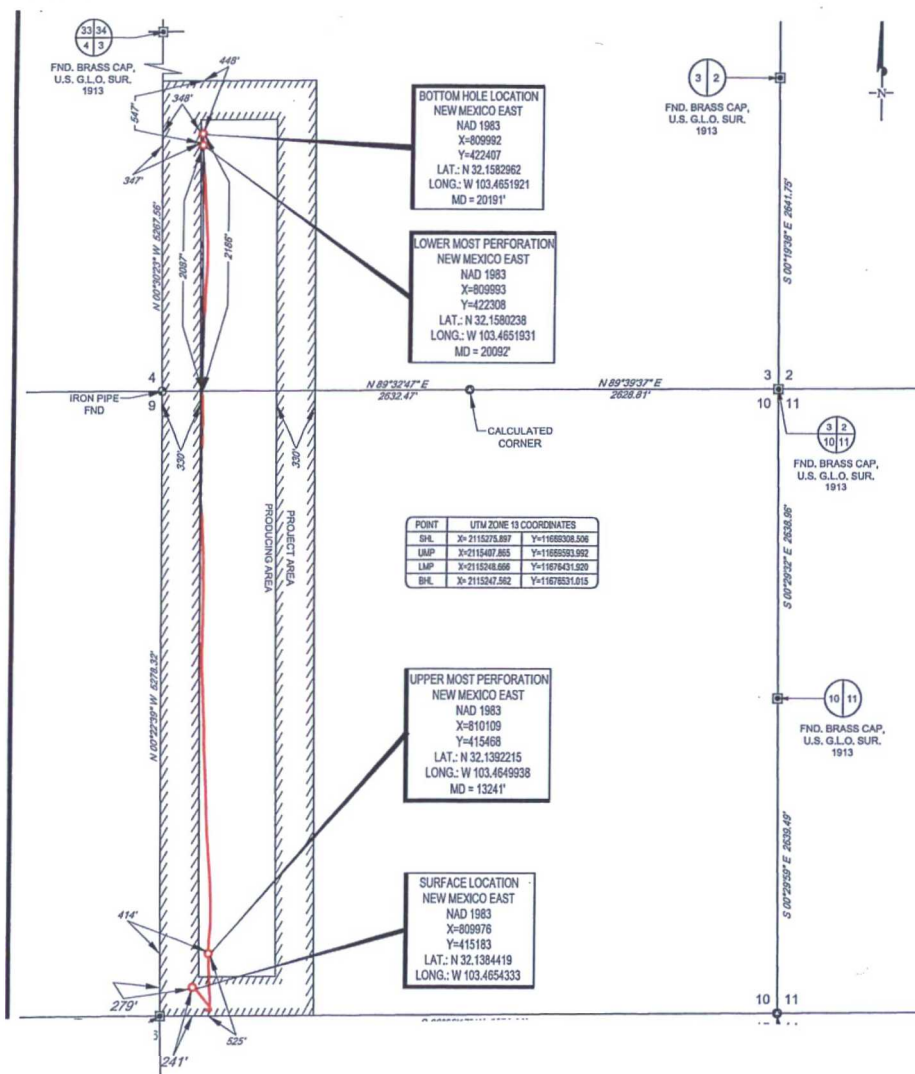 33 34
4 3
FND. BRASS CAP,
U.S. G.L.O. SUR.
1913
448'
348'
547'
347'
3 2
FND. BRASS CAP,
U.S. G.L.O. SUR.
1913
N
BOTTOM HOLE LOCATION
NEW MEXICO EAST
NAD 1983
X=809992
Y=422407
LAT.: N 32.1582962
LONG.: W 103.4651921
MD = 20191'
LOWER MOST PERFORATION
NEW MEXICO EAST
NAD 1983
X=809993
Y=422308
LAT.: N 32.1580238
LONG.: W 103.4651931
MD = 20092'
N 00°30'23" W 5267.56'
2087'
2186'
S 00°19'38" E 2641.75'
4
9
IRON PIPE
FND
N 89°32'47" E
2632.47'
N 89°39'37" E
2628.81'
3 2
10 11
CALCULATED
CORNER
3 2
10 11
FND. BRASS CAP,
U.S. G.L.O. SUR.
1913
330'
330'
PRODUCING AREA
PROJECT AREA
POINT UTM ZONE 13 COORDINATES
SHL X= 2115275.897 Y=11669308.506
UMP X=2115407.865 Y=11669593.992
LMP X=2115248.666 Y=11676431.920
BHL X= 2115247.562 Y=11676531.015
S 00°29'32" E 2638.96'
N 00°22'39" W 5278.32'
UPPER MOST PERFORATION
NEW MEXICO EAST
NAD 1983
X=810109
Y=415468
LAT.: N 32.1392215
LONG.: W 103.4649938
MD = 13241'
10 11
FND. BRASS CAP,
U.S. G.L.O. SUR.
1913
S 00°29'59" E 2639.49'
SURFACE LOCATION
NEW MEXICO EAST
NAD 1983
X=809976
Y=415183
LAT.: N 32.1384419
LONG.: W 103.4654333
414'
279'
241'
525'
10 11